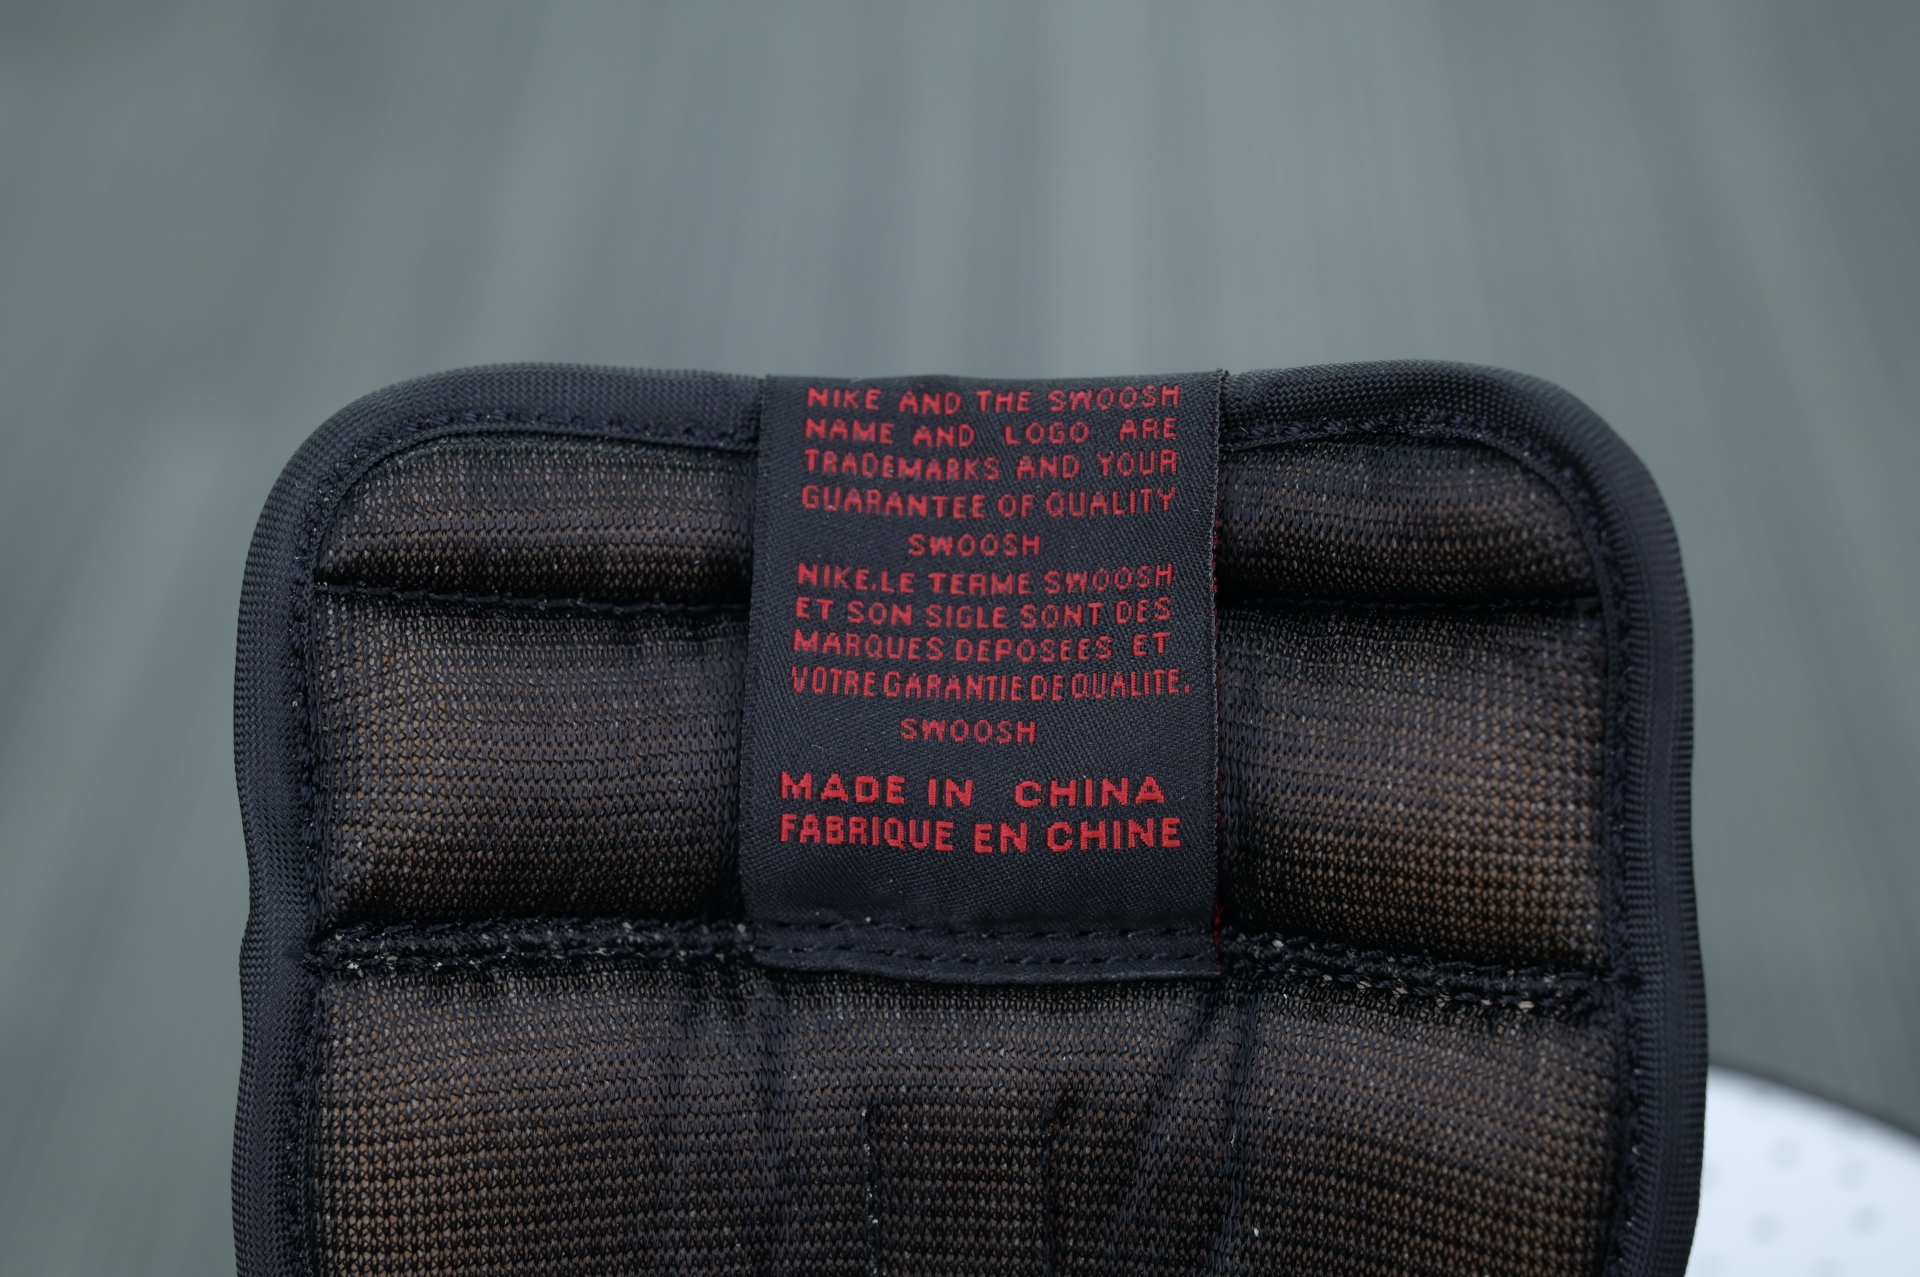 NIKE AND THE SWOOSH
NAME AND LOGO ARE
TRADEMARKS AND YOUR
GUARANTEE OF QUALITY
SWOOSH
NIKE.LE TERME SWOOSH
ET SON SIGLE SONT DES
MARQUES DEPOSEES ET
VOTRE GARANTIE DE QUALITE.
SWOOSH
MADE IN CHINA
FABRIQUE EN CHINE